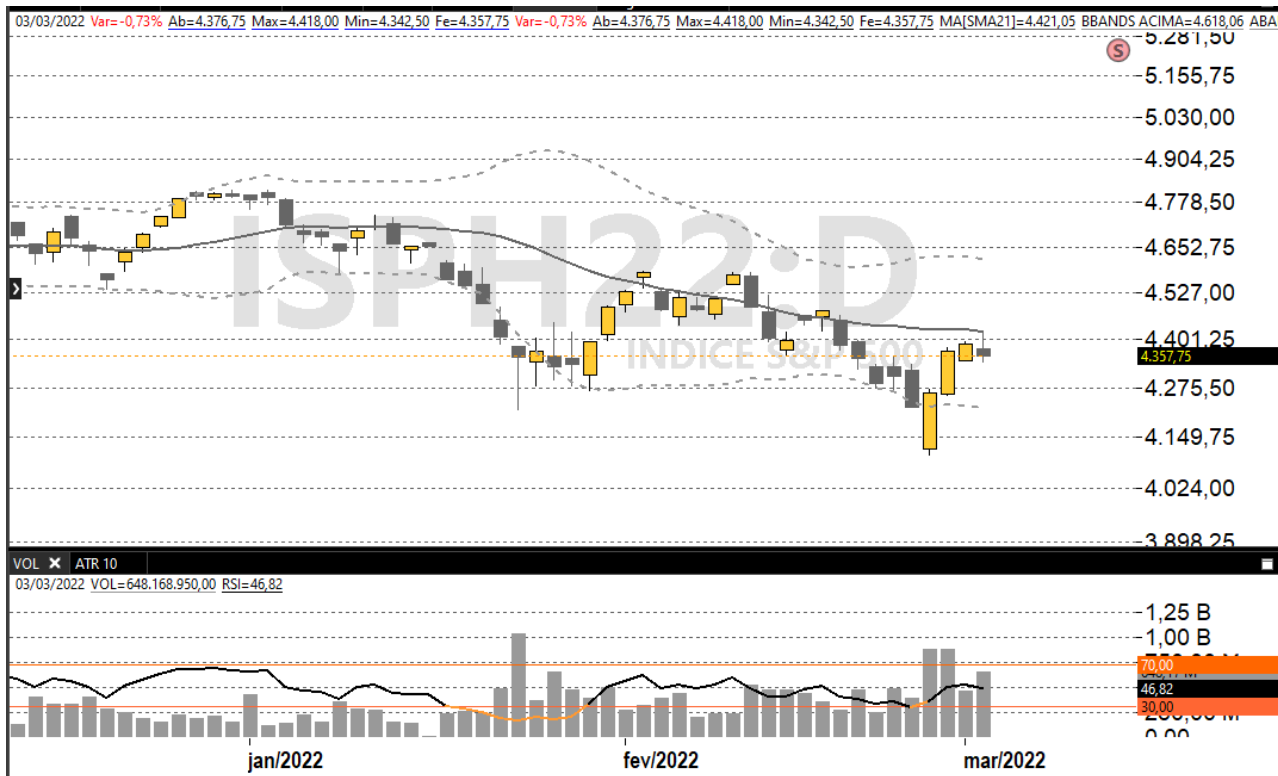 03/03/2022 Var=-0,73% Ab=4.376,75 Max=4.418,00 Min=4.342,50 Fe=4.357,75 Var=-0,73% Ab=4.376,75 Max=4.418,00 Min=4.342,50 Fe=4.357,75 MA[SMA21]=4.421,05 BBANDS ACIMA=4.618,06 ABA
5.281,50
S
5.155,75
5.030,00
4.904,25
4.778,50
ISPH22:D
4.652,75
4.527,00
4.401,25
INDICE S&P 500
4.357,75
4.275,50
4.149,75
4.024,00
3.898,25
VOL ATR 10
03/03/2022 VOL=648.168.950,00 RSI=46,82
1,25 B
1,00 B
70,00
46,82
30,00
0,00
jan/2022 fev/2022 mar/2022